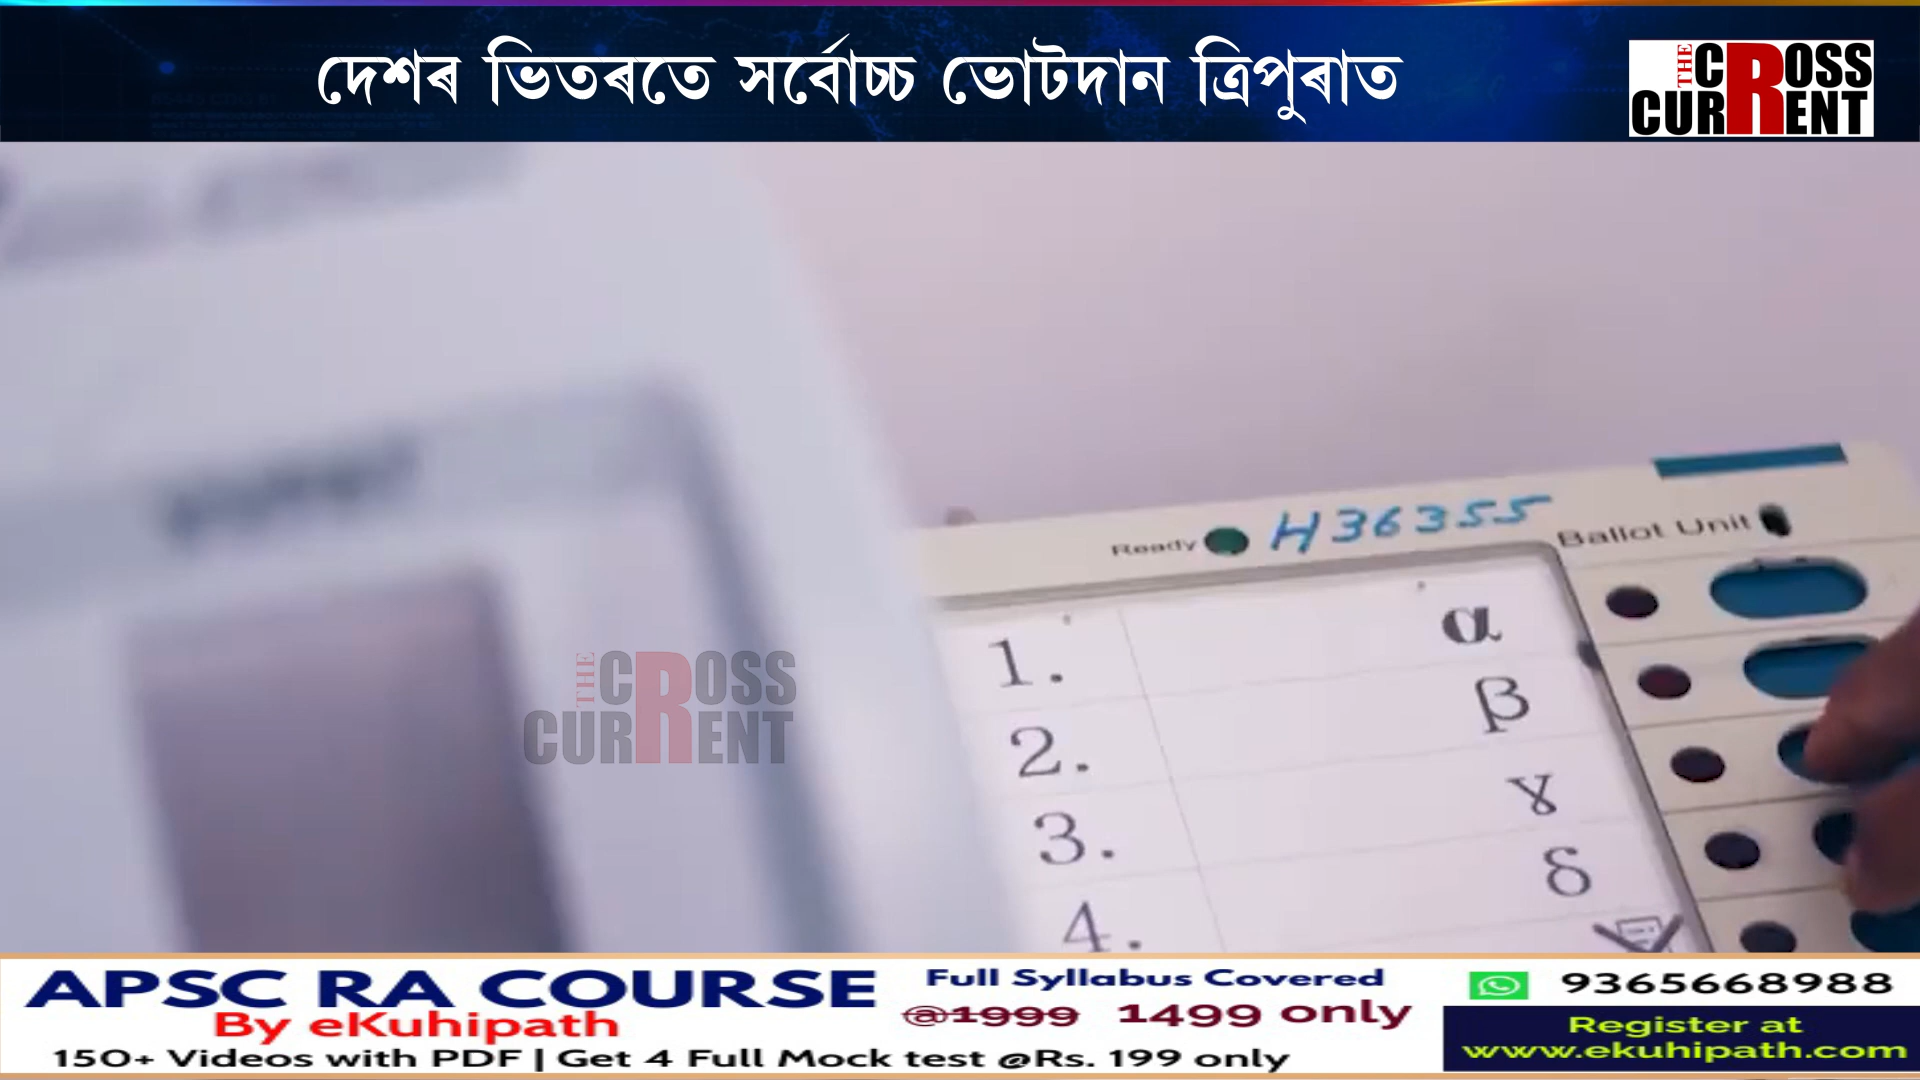 দেশৰ ভিতৰতে সৰ্বোচ্চ ভোটদান ত্ৰিপুৰাত
THE CROSS CURRENT
Ready H36355 Ballot Unit
1. α
2. β
3. γ
4. δ
THE CROSS CURRENT
APSC RA COURSE
By eKuhipath
150+ Videos with PDF | Get 4 Full Mock test @Rs. 199 only
Full Syllabus Covered
@1999 1499 only
9365668988
Register at
www.ekuhipath.com